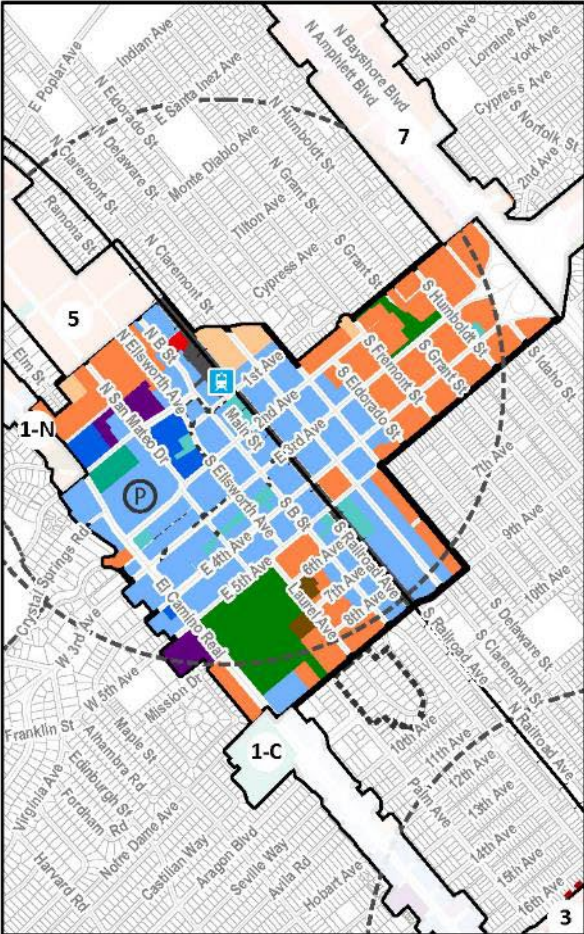 Indian Ave
N Bayshore Blvd
N Amphlett Blvd
Huron Ave
Lorraine Ave
York Ave
E Poplar Ave
N Eldorado St
E Santa Inez Ave
Cypress Ave
N Delaware St
N Humboldt St
S Norfolk St
7
N Claremont St
Monte Diablo Ave
2nd Ave
N Grant St
Ramona St
Tilton Ave
N Claremont St
Cypress Ave
S Grant St
5
S Humboldt St
N B St
Elm St
N Ellsworth Ave
1st Ave
S Fremont St
S Grant St
S Idaho St
N San Mateo Dr
2nd Ave
S Eldorado St
Main St
1-N
E 3rd Ave
7th Ave
P
S Ellsworth Ave
S B St
9th Ave
Crystal Springs Rd
E 4th Ave
S Railroad Ave
6th Ave
10th Ave
E 5th Ave
7th Ave
El Camino Real
Laurel Ave
8th Ave
W 3rd Ave
S Delaware St
S Railroad Ave
S Claremont St
W 5th Ave
Mission Dr
N Railroad Ave
Franklin St
Maple St
1-C
10th Ave
11th Ave
Alhambra Rd
12th Ave
Virginia Ave
Edinburgh St
Palm Ave
13th Ave
Fordham Rd
Notre Dame Ave
14th Ave
Castilian Way
Aragon Blvd
15th Ave
Harvard Rd
Seville Way
Avila Rd
Hobart Ave
16th Ave
3